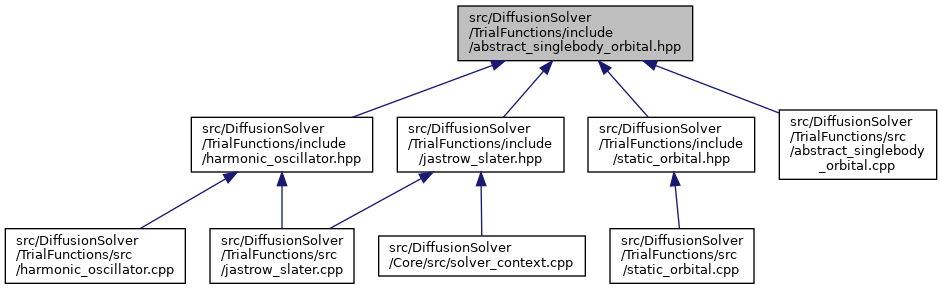 src/DiffusionSolver
/TrialFunctions/include
/abstract_singlebody_orbital.hpp
src/DiffusionSolver
/TrialFunctions/include
/harmonic_oscillator.hpp
src/DiffusionSolver
/TrialFunctions/include
/jastrow_slater.hpp
src/DiffusionSolver
/TrialFunctions/include
/static_orbital.hpp
src/DiffusionSolver
/TrialFunctions/src
/abstract_singlebody
_orbital.cpp
src/DiffusionSolver
/TrialFunctions/src
/harmonic_oscillator.cpp
src/DiffusionSolver
/TrialFunctions/src
/jastrow_slater.cpp
src/DiffusionSolver
/Core/src/solver_context.cpp
src/DiffusionSolver
/TrialFunctions/src
/static_orbital.cpp